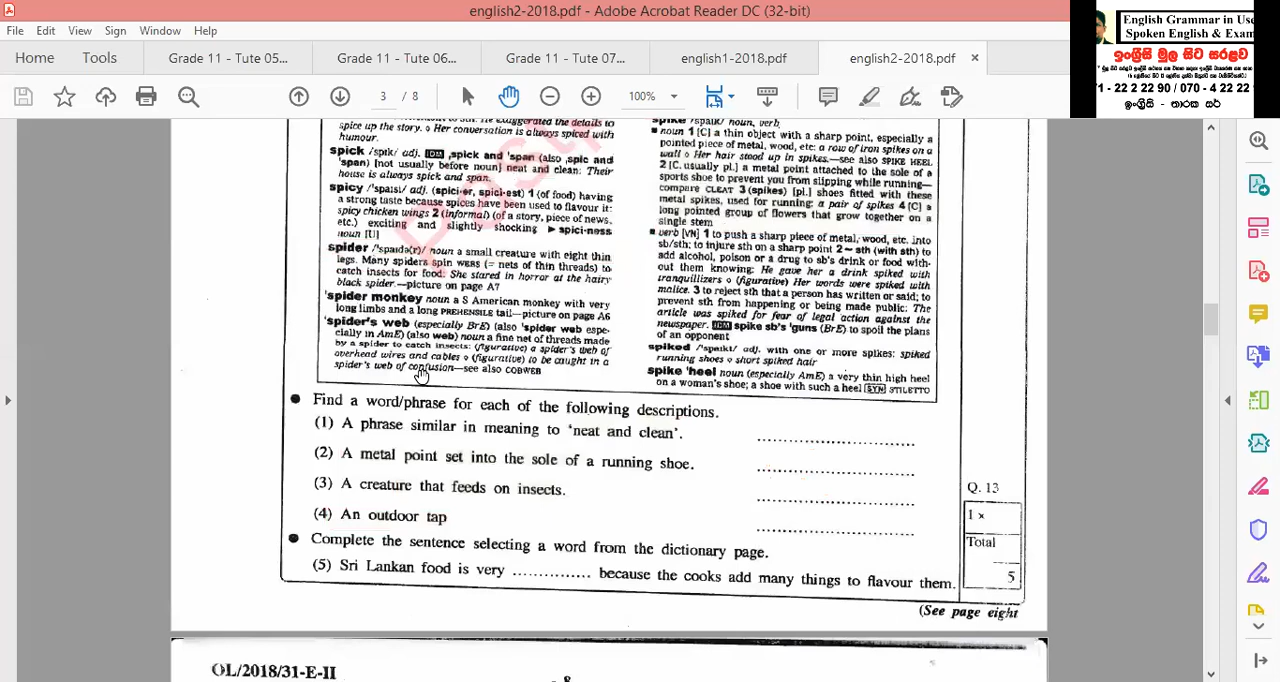 english2-2018.pdf - Adobe Acrobat Reader DC (32-bit)
File Edit View Sign Window Help
Home Tools Grade 11 - Tute 05... Grade 11 - Tute 06... Grade 11 - Tute 07... english1-2018.pdf english2-2018.pdf ×
3 / 8 100%
English Grammar in Use
Spoken English & Exam
ඉංග්‍රීසි මුල සිට සරළව
71 - 22 2 22 90 / 070 - 4 22 22
ඉංග්‍රීසි - තාරක සර්
Past P
spice up the story. ◊ Her conversation is always spiced with
humour.
spick /spɪk/ adj. IDM ,spick and 'span (also ,spic and
'span) [not usually before noun] neat and clean: Their
house is always spick and span.
spicy /'spaɪsi/ adj. (spici·er, spici·est) 1 (of food) having
a strong taste because spices have been used to flavour it:
spicy chicken wings 2 (informal) (of a story, piece of news,
etc.) exciting and slightly shocking ▶ spici·ness
noun [U]
spider /'spaɪdə(r)/ noun a small creature with eight thin
legs. Many spiders spin WEBS (= nets of thin threads) to
catch insects for food: She stared in horror at the hairy
black spider.—picture on page A7
'spider monkey noun a S American monkey with very
long limbs and a long PREHENSILE tail—picture on page A6
'spider's web (especially BrE) (also 'spider web espe-
cially in AmE) (also web) noun a fine net of threads made
by a spider to catch insects: (figurative) a spider's web of
overhead wires and cables ◊ (figurative) to be caught in a
spider's web of confusion—see also COBWEB
spike /spaɪk/ noun, verb
■ noun 1 [C] a thin object with a sharp point, especially a
pointed piece of metal, wood, etc: a row of iron spikes on a
wall ◊ Her hair stood up in spikes.—see also SPIKE HEEL
2 [C, usually pl.] a metal point attached to the sole of a
sports shoe to prevent you from slipping while running—
compare CLEAT 3 (spikes) [pl.] shoes fitted with these
metal spikes, used for running: a pair of spikes 4 [C] a
long pointed group of flowers that grow together on a
single stem
■ verb [VN] 1 to push a sharp piece of metal, wood, etc. into
sb/sth; to injure sth on a sharp point 2 ~ sth (with sth) to
add alcohol, poison or a drug to sb's drink or food with-
out them knowing: He gave her a drink spiked with
tranquillizers ◊ (figurative) Her words were spiked with
malice. 3 to reject sth that a person has written or said; to
prevent sth from happening or being made public: The
article was spiked for fear of legal action against the
newspaper. IDM spike sb's 'guns (BrE) to spoil the plans
of an opponent
spiked /spaɪkt/ adj. with one or more spikes: spiked
running shoes ◊ short spiked hair
spike 'heel noun (especially AmE) a very thin high heel
on a woman's shoe; a shoe with such a heel SYN STILETTO
● Find a word/phrase for each of the following descriptions.
(1) A phrase similar in meaning to 'neat and clean'. ..............................
(2) A metal point set into the sole of a running shoe. ..............................
(3) A creature that feeds on insects. ..............................
(4) An outdoor tap ..............................
● Complete the sentence selecting a word from the dictionary page.
(5) Sri Lankan food is very .............. because the cooks add many things to flavour them.
Q. 13
1 ×
Total
5
(See page eight
OL/2018/31-E-II
- 8